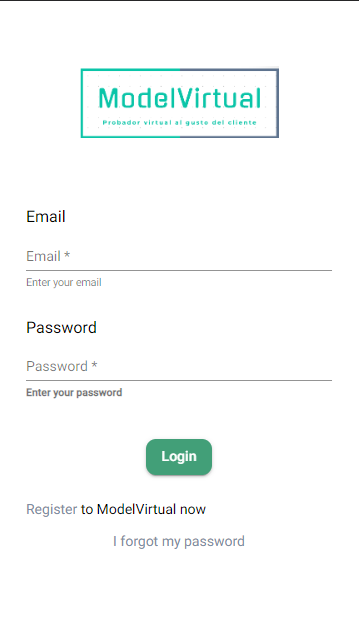 ModelVirtual
Probador virtual al gusto del cliente
Email
Email *
Enter your email
Password
Password *
Enter your password
Login
Register to ModelVirtual now
I forgot my password